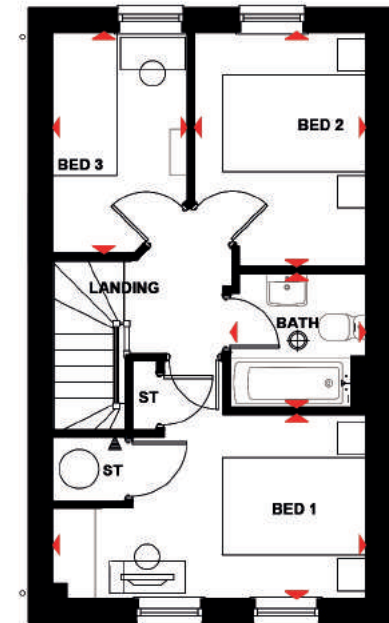 BED 2
BED 3
LANDING
BATH
ST
ST
BED 1